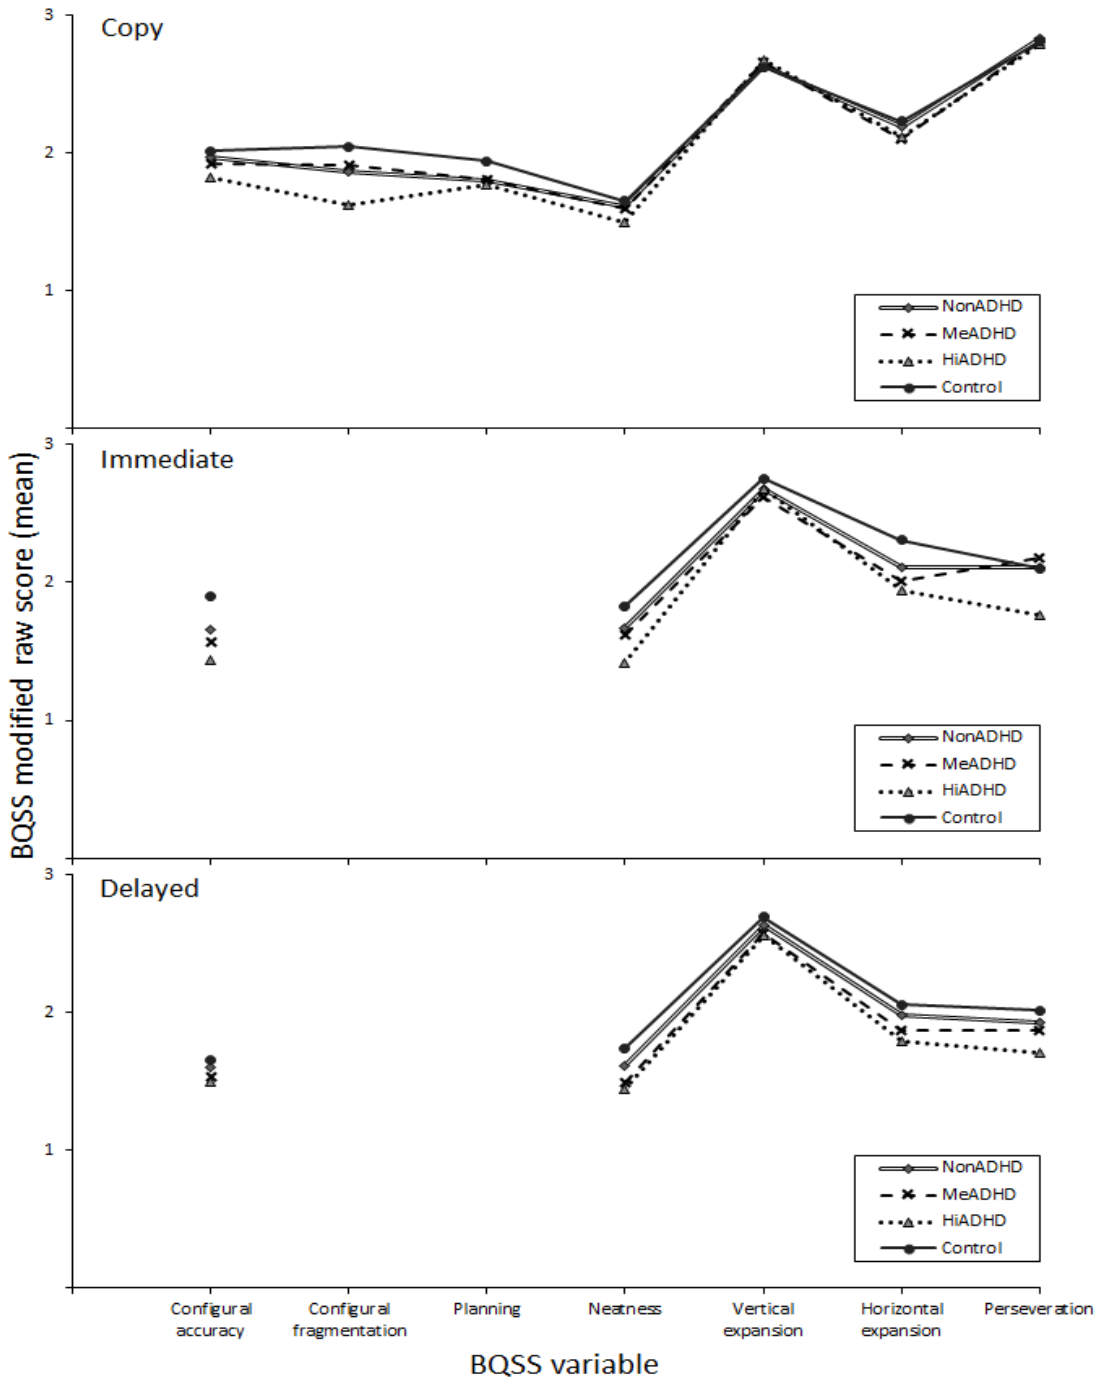 3
Copy
2
1
NonADHD
MeADHD
HiADHD
Control
3
Immediate
2
1
NonADHD
MeADHD
HiADHD
Control
3
Delayed
2
1
NonADHD
MeADHD
HiADHD
Control
BQSS modified raw score (mean)
Configural accuracy
Configural fragmentation
Planning
Neatness
Vertical expansion
Horizontal expansion
Perseveration
BQSS variable